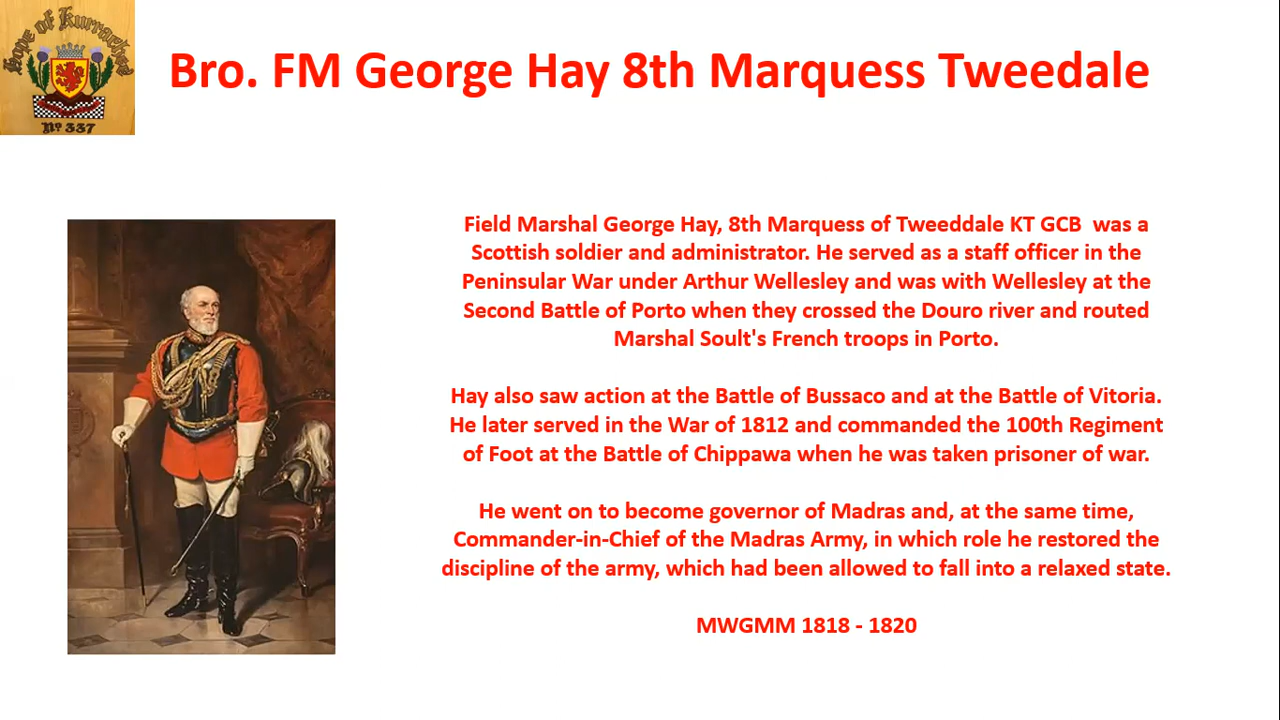 Hope of Kurrachee
No 337
Bro. FM George Hay 8th Marquess Tweedale
Field Marshal George Hay, 8th Marquess of Tweeddale KT GCB  was a
Scottish soldier and administrator. He served as a staff officer in the
Peninsular War under Arthur Wellesley and was with Wellesley at the
Second Battle of Porto when they crossed the Douro river and routed
Marshal Soult's French troops in Porto.
Hay also saw action at the Battle of Bussaco and at the Battle of Vitoria.
He later served in the War of 1812 and commanded the 100th Regiment
of Foot at the Battle of Chippawa when he was taken prisoner of war.
He went on to become governor of Madras and, at the same time,
Commander-in-Chief of the Madras Army, in which role he restored the
discipline of the army, which had been allowed to fall into a relaxed state.
MWGMM 1818 - 1820